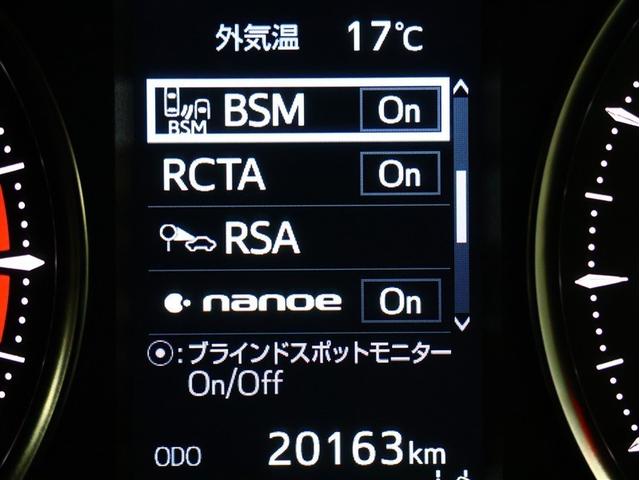 外気温 17℃
BSM BSM On
RCTA On
RSA
nanoe On
⦿:ブラインドスポットモニター
On/Off
ODO 20163km